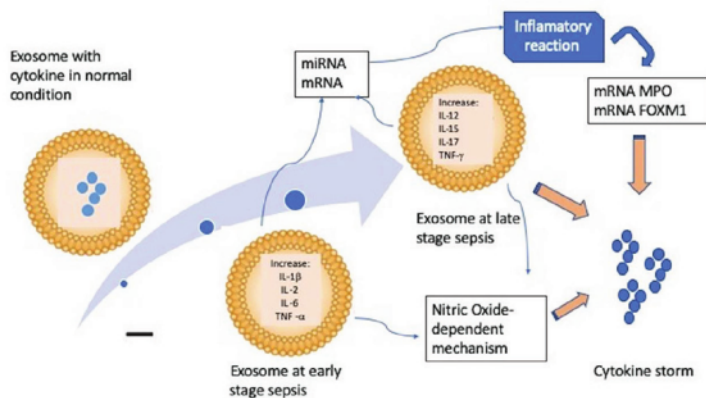 Exosome with
cytokine in normal
condition
miRNA
mRNA
Inflamatory
reaction
mRNA MPO
mRNA FOXM1
Increase:
IL-12
IL-15
IL-17
TNF-γ
Exosome at late
stage sepsis
Increase:
IL-1β
IL-2
IL-6
TNF -α
Exosome at early
stage sepsis
Nitric Oxide-
dependent
mechanism
Cytokine storm